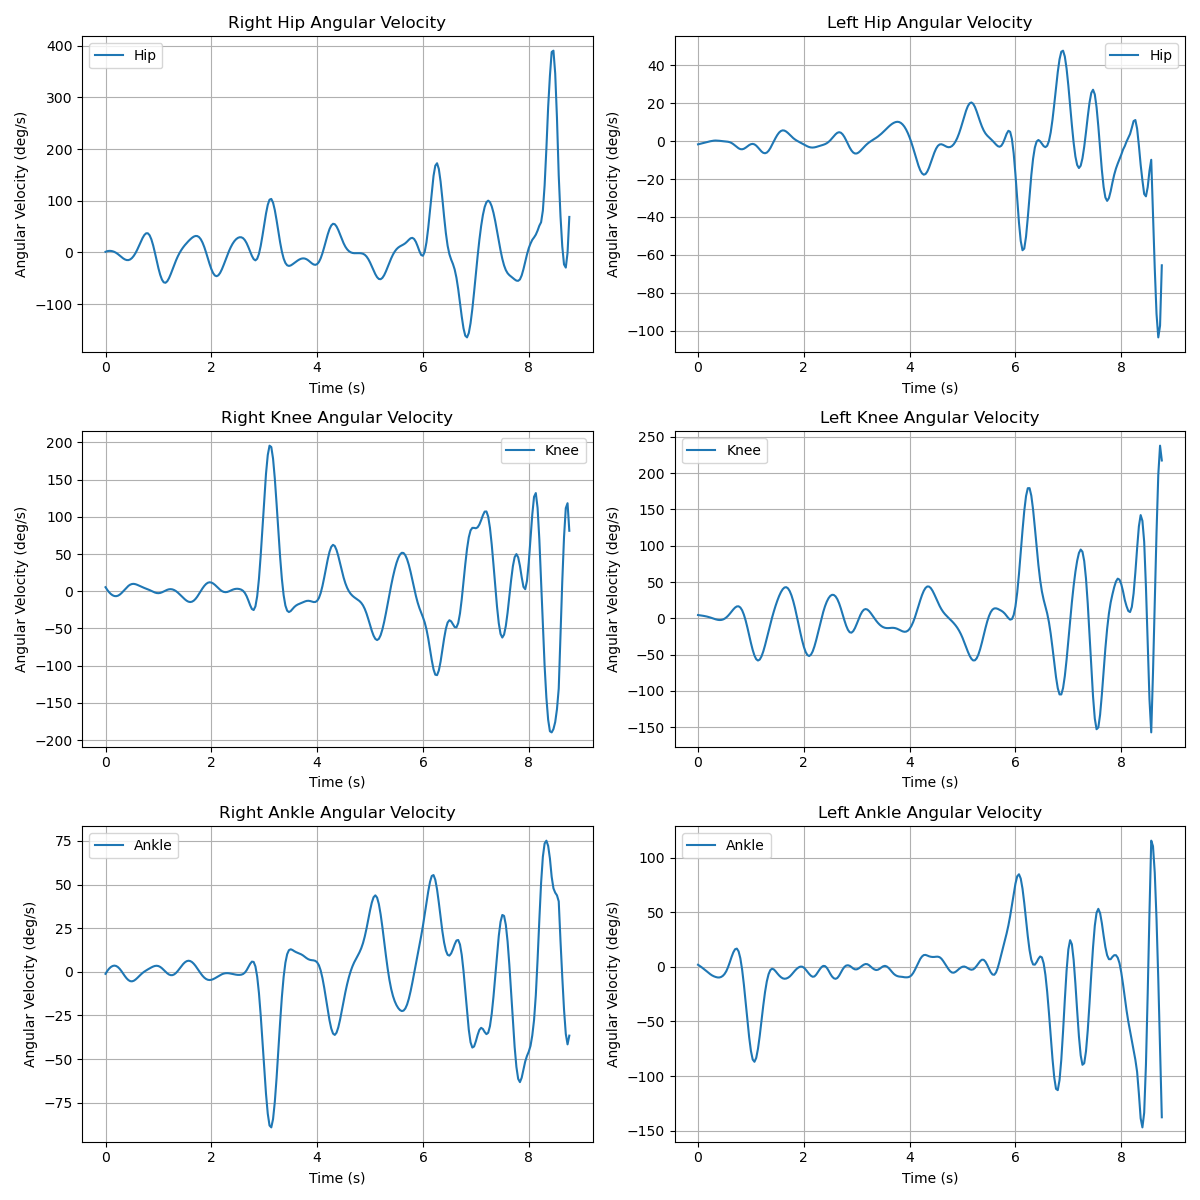 Right Hip Angular Velocity
Hip
Angular Velocity (deg/s)
400
300
200
100
0
−100
0 2 4 6 8
Time (s)
Left Hip Angular Velocity
Hip
Angular Velocity (deg/s)
40
20
0
−20
−40
−60
−80
−100
0 2 4 6 8
Time (s)
Right Knee Angular Velocity
Knee
Angular Velocity (deg/s)
200
150
100
50
0
−50
−100
−150
−200
0 2 4 6 8
Time (s)
Left Knee Angular Velocity
Knee
Angular Velocity (deg/s)
250
200
150
100
50
0
−50
−100
−150
0 2 4 6 8
Time (s)
Right Ankle Angular Velocity
Ankle
Angular Velocity (deg/s)
75
50
25
0
−25
−50
−75
0 2 4 6 8
Time (s)
Left Ankle Angular Velocity
Ankle
Angular Velocity (deg/s)
100
50
0
−50
−100
−150
0 2 4 6 8
Time (s)